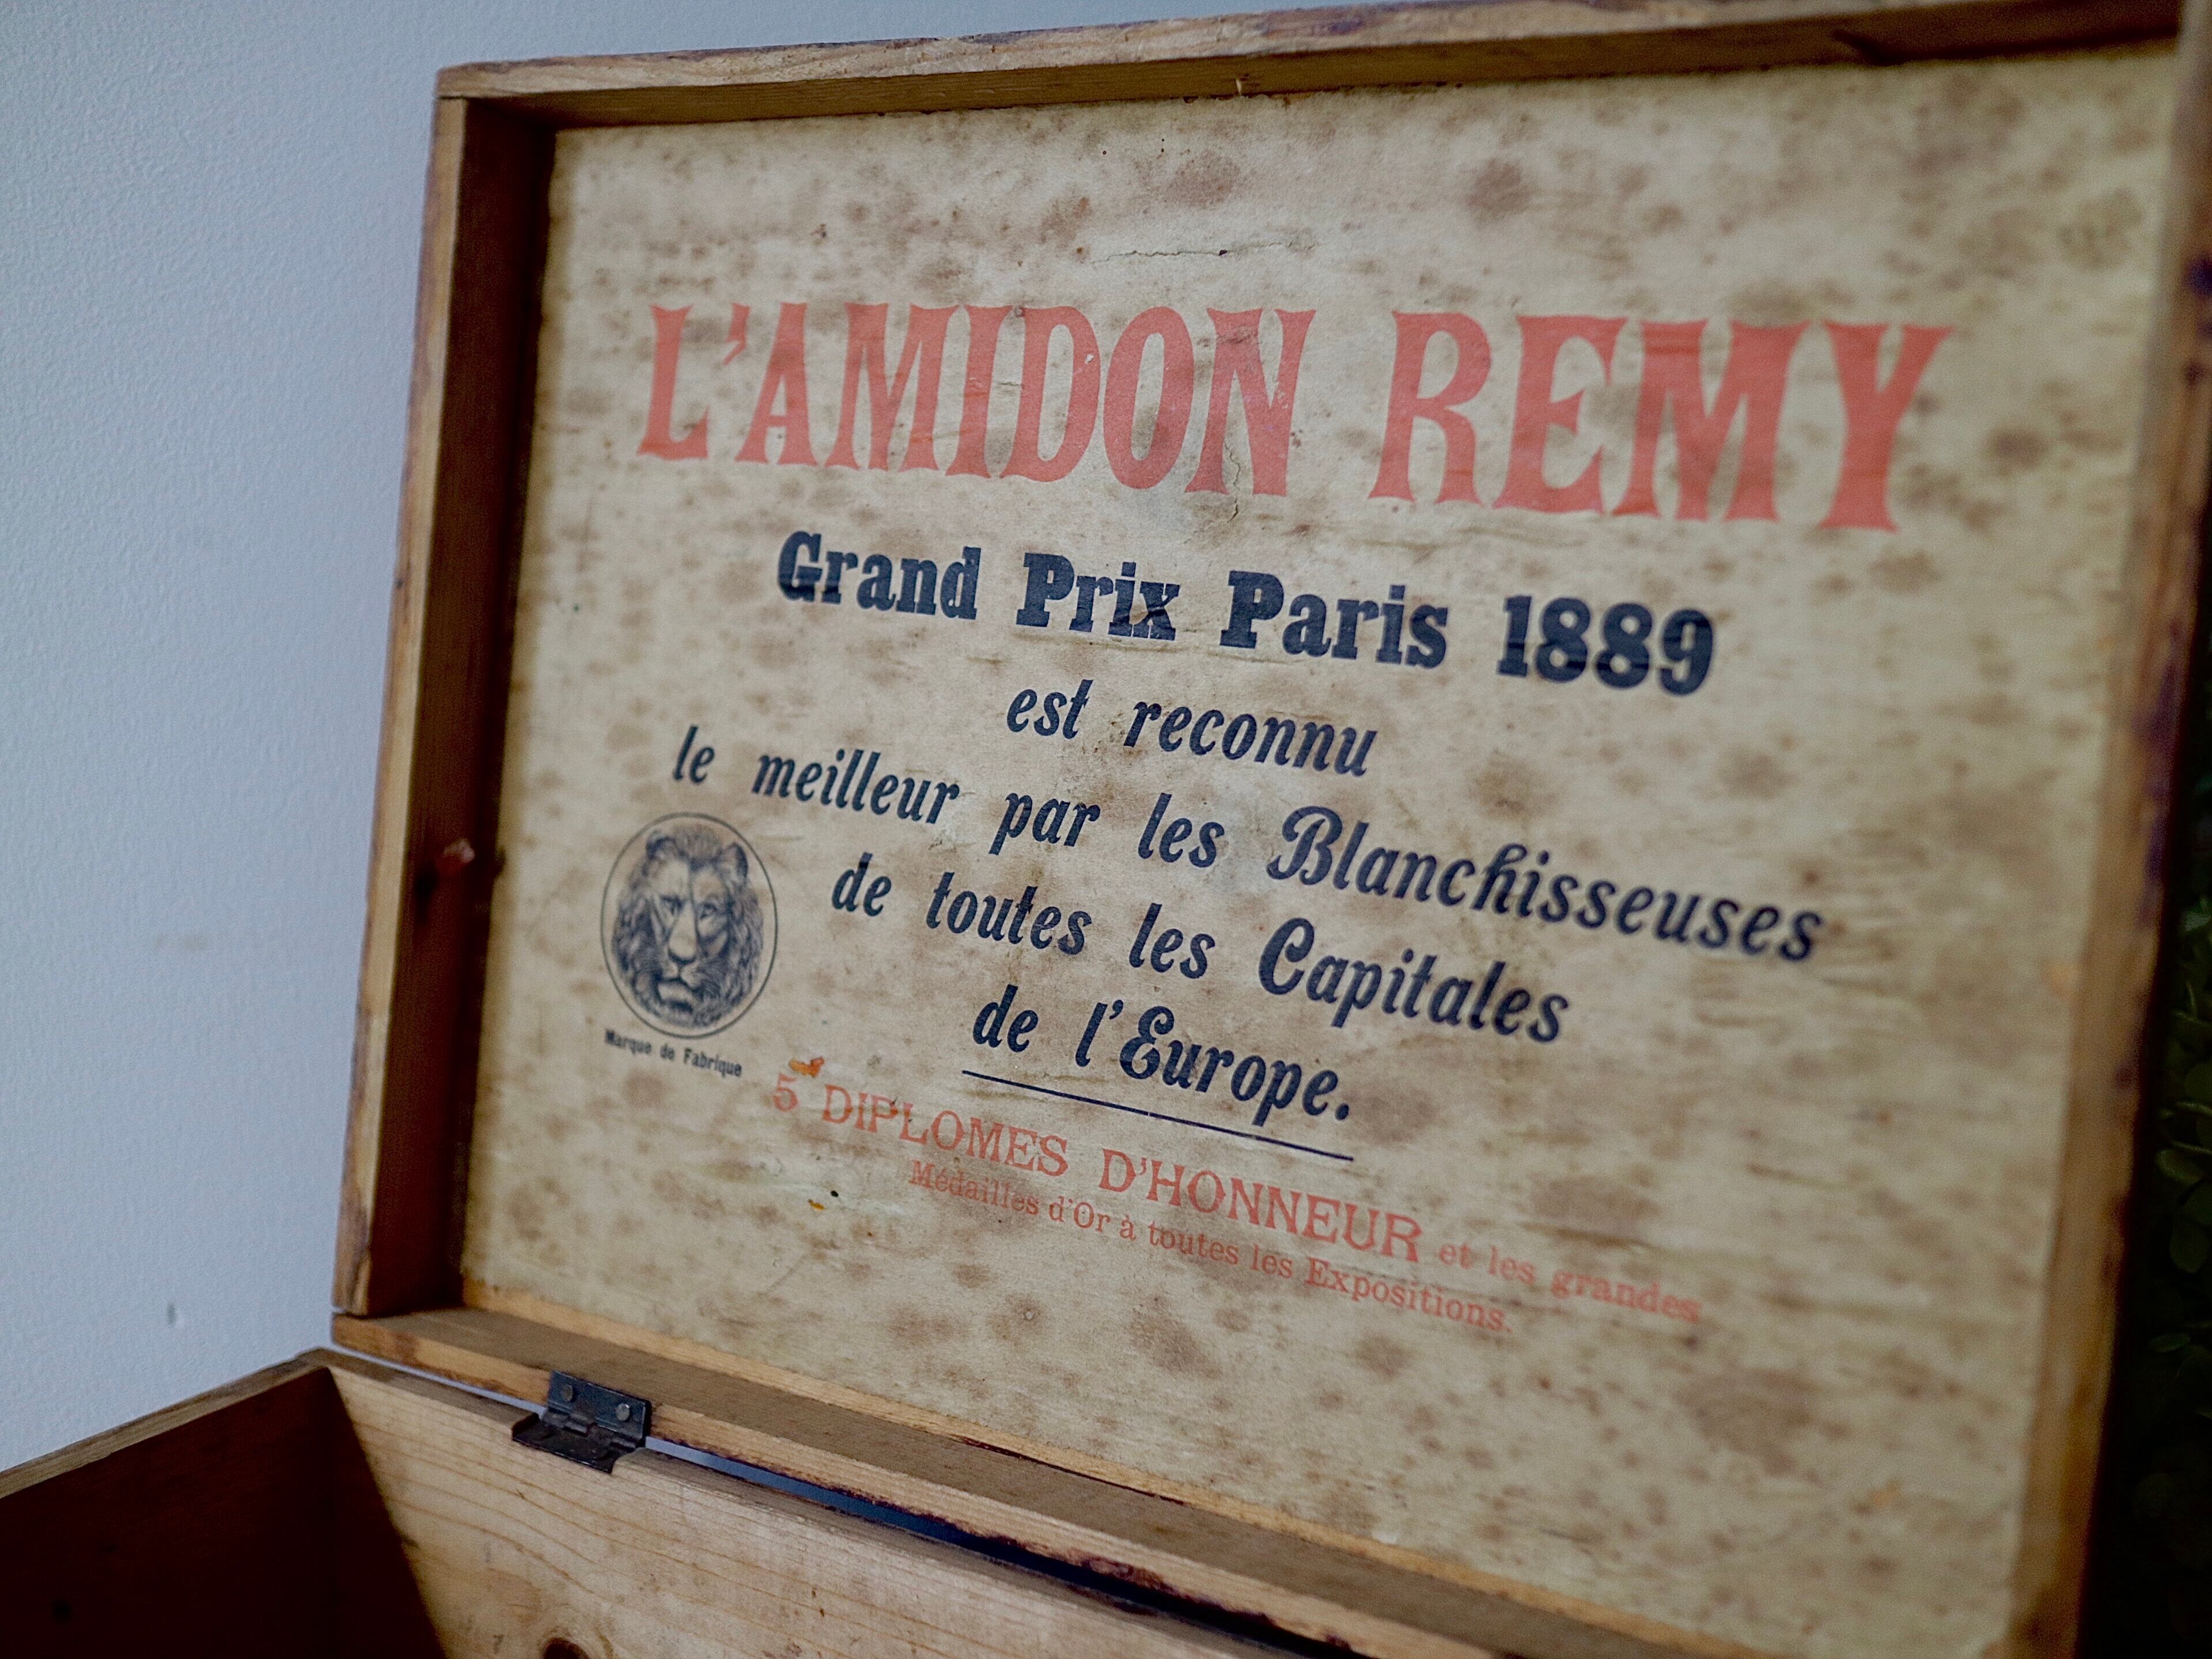 L'AMIDON REMY
Grand Prix Paris 1889
est reconnu
le meilleur par les Blanchisseuses
de toutes les Capitales
de l'Europe.
Marque de Fabrique
5 DIPLOMES D'HONNEUR et les grandes
Médailles d'Or à toutes les Expositions.